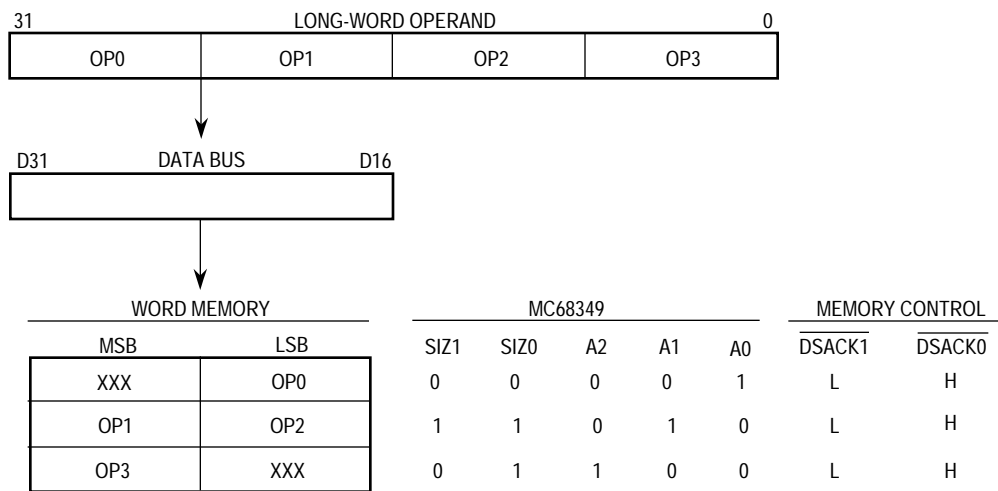 31 LONG-WORD OPERAND 0
OP0 OP1 OP2 OP3
D31 DATA BUS D16
WORD MEMORY MC68349 MEMORY CONTROL
MSB LSB SIZ1 SIZ0 A2 A1 A0 DSACK1 DSACK0
XXX OP0 0 0 0 0 1 L H
OP1 OP2 1 1 0 1 0 L H
OP3 XXX 0 1 1 0 0 L H